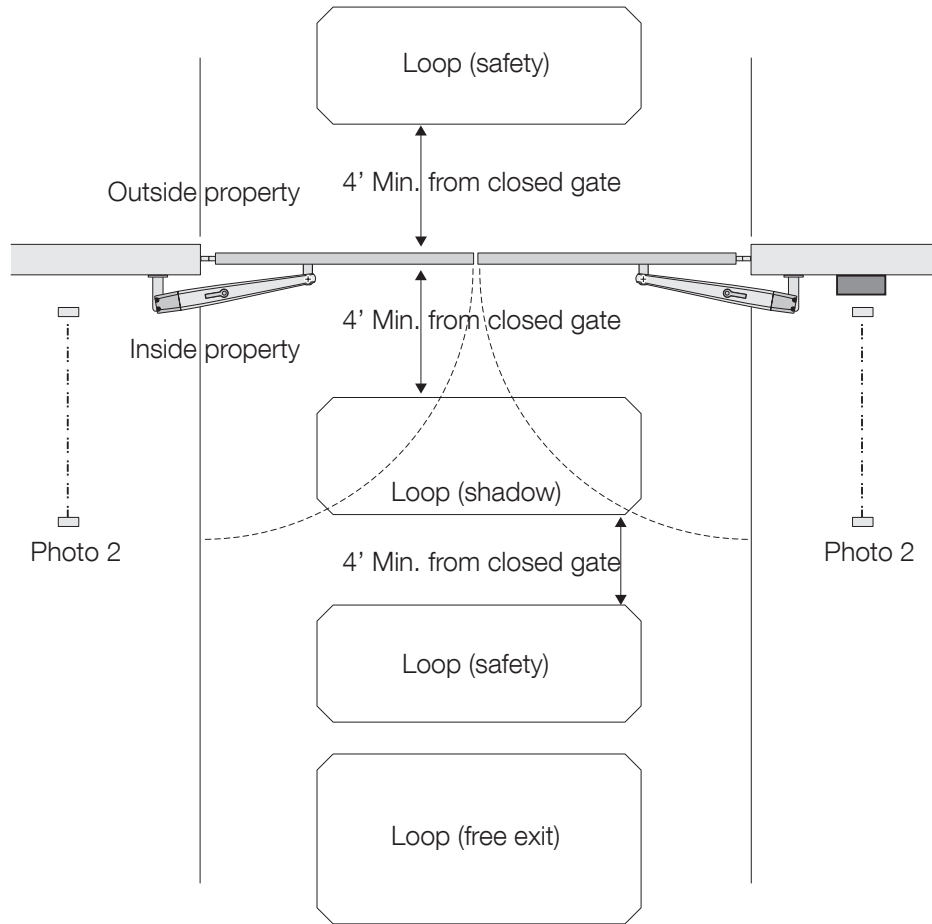 Loop (safety)
4’ Min. from closed gate
Outside property
4’ Min. from closed gate
Inside property
Loop (shadow)
Photo 2
4’ Min. from closed gate
Photo 2
Loop (safety)
Loop (free exit)